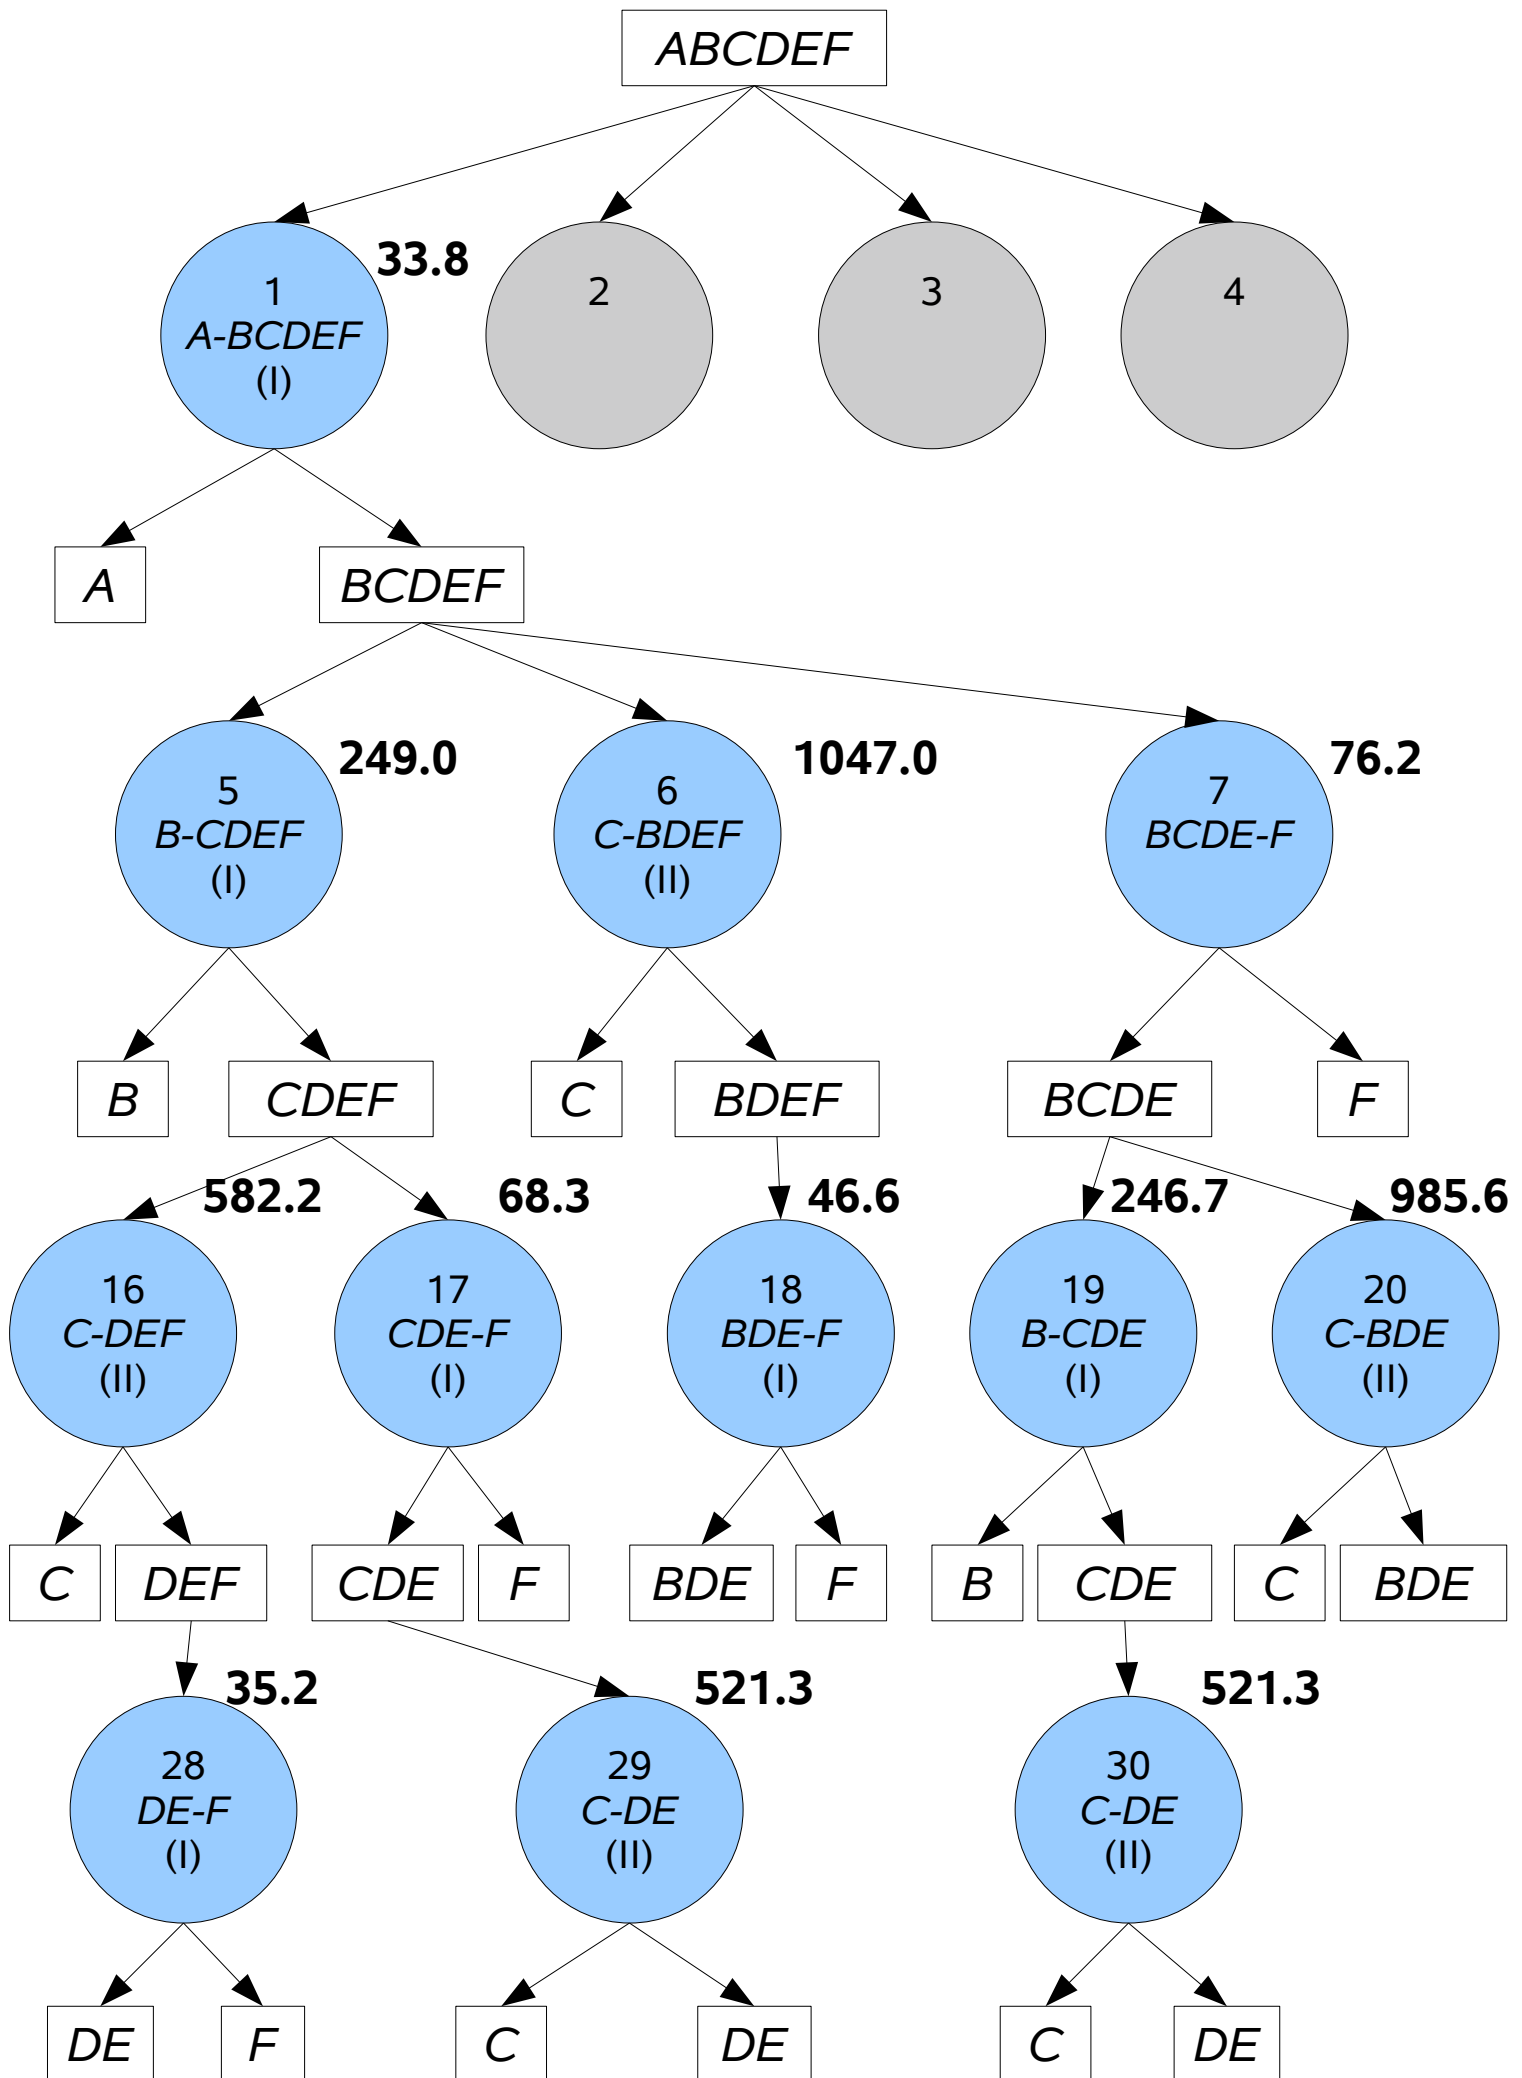 ABCDEF
33.8
1
A-BCDEF
(I)
2
3
4
A
BCDEF
249.0
1047.0
76.2
5
B-CDEF
(I)
6
C-BDEF
(II)
7
BCDE-F
B
CDEF
C
BDEF
BCDE
F
582.2
68.3
46.6
246.7
985.6
16
C-DEF
(II)
17
CDE-F
(I)
18
BDE-F
(I)
19
B-CDE
(I)
20
C-BDE
(II)
C
DEF
CDE
F
BDE
F
B
CDE
C
BDE
35.2
521.3
521.3
28
DE-F
(I)
29
C-DE
(II)
30
C-DE
(II)
DE
F
C
DE
C
DE